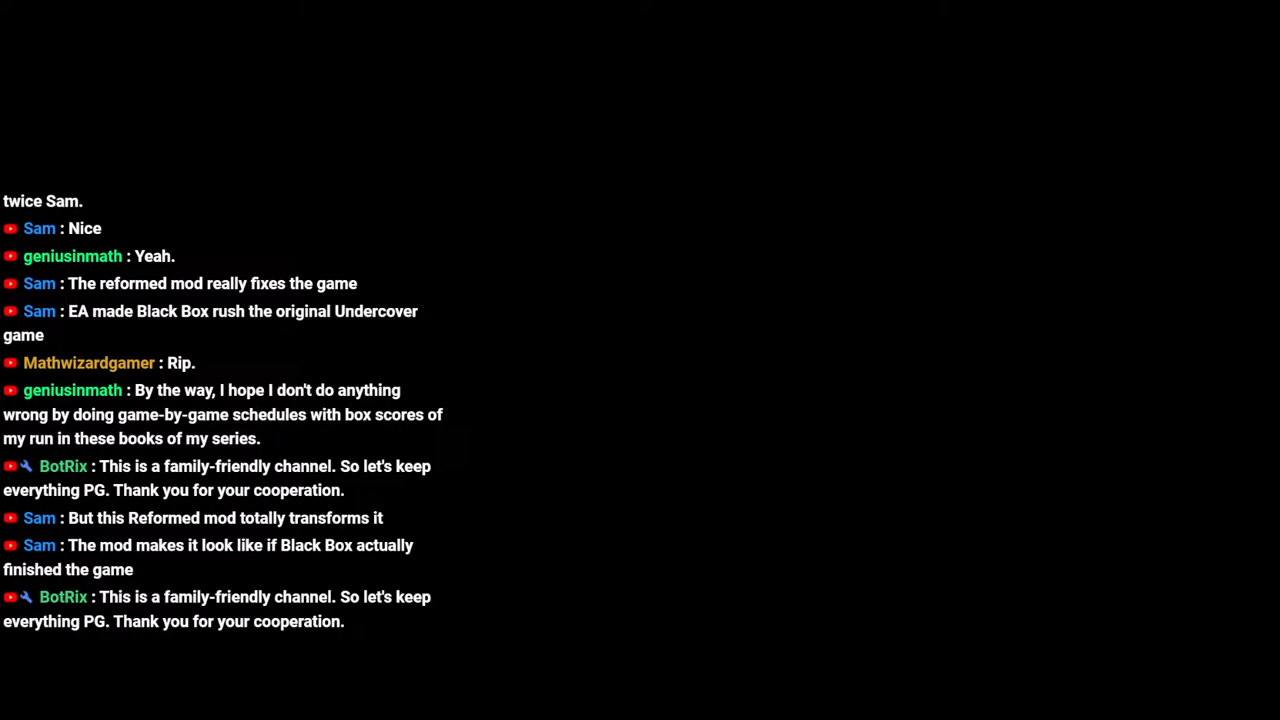 twice Sam.
Sam : Nice
geniusinmath : Yeah.
Sam : The reformed mod really fixes the game
Sam : EA made Black Box rush the original Undercover
game
Mathwizardgamer : Rip.
geniusinmath : By the way, I hope I don't do anything
wrong by doing game-by-game schedules with box scores of
my run in these books of my series.
BotRix : This is a family-friendly channel. So let's keep
everything PG. Thank you for your cooperation.
Sam : But this Reformed mod totally transforms it
Sam : The mod makes it look like if Black Box actually
finished the game
BotRix : This is a family-friendly channel. So let's keep
everything PG. Thank you for your cooperation.